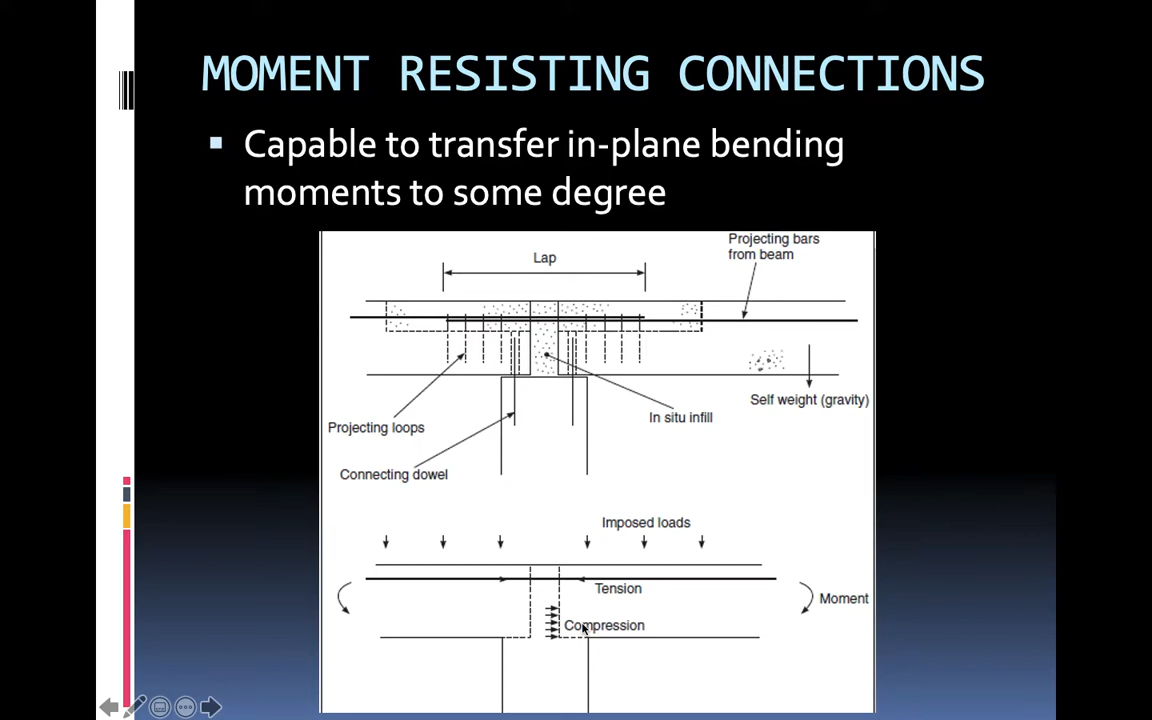 MOMENT RESISTING CONNECTIONS
Capable to transfer in-plane bending
moments to some degree
Projecting bars
from beam
Lap
Self weight (gravity)
In situ infill
Projecting loops
Connecting dowel
Imposed loads
Tension
Moment
Compression